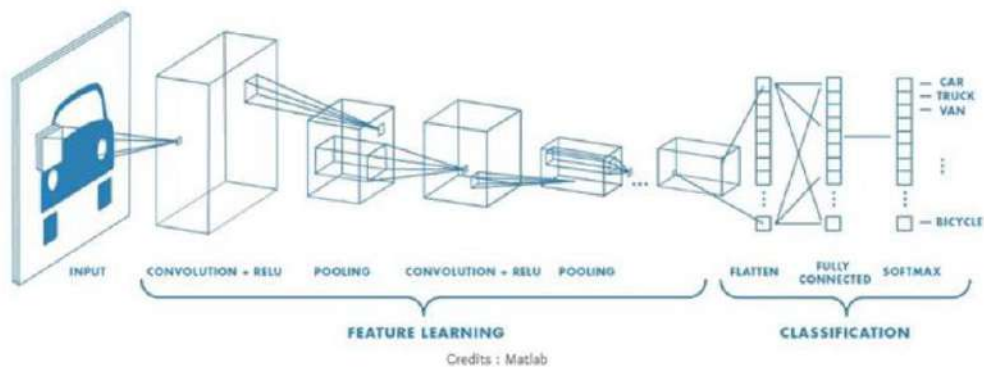 CAR
TRUCK
VAN
BICYCLE
INPUT
CONVOLUTION + RELU
POOLING
CONVOLUTION + RELU
POOLING
FLATTEN
FULLY
CONNECTED
SOFTMAX
FEATURE LEARNING
CLASSIFICATION
Credits : Matlab